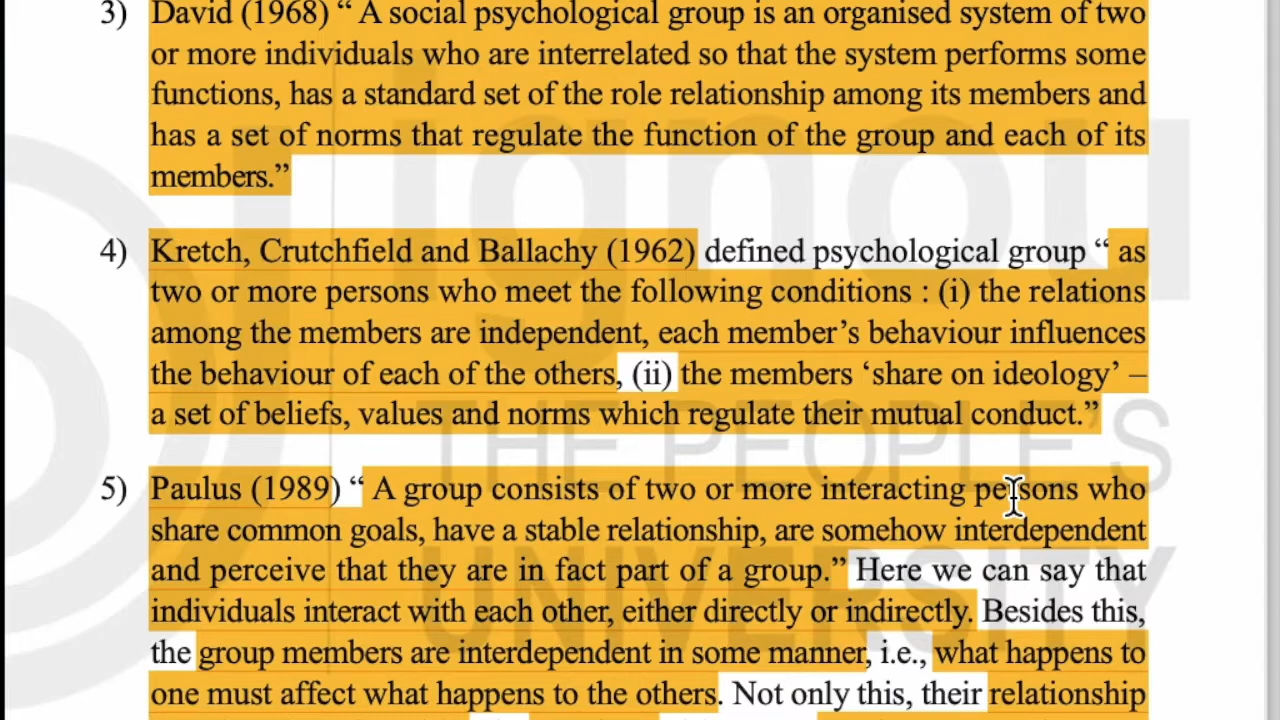 3) David (1968) “ A social psychological group is an organised system of two
or more individuals who are interrelated so that the system performs some
functions, has a standard set of the role relationship among its members and
has a set of norms that regulate the function of the group and each of its
members.”
4) Kretch, Crutchfield and Ballachy (1962) defined psychological group “ as
two or more persons who meet the following conditions : (i) the relations
among the members are independent, each member’s behaviour influences
the behaviour of each of the others, (ii) the members ‘share on ideology’ –
a set of beliefs, values and norms which regulate their mutual conduct.”
5) Paulus (1989) “ A group consists of two or more interacting persons who
share common goals, have a stable relationship, are somehow interdependent
and perceive that they are in fact part of a group.” Here we can say that
individuals interact with each other, either directly or indirectly. Besides this,
the group members are interdependent in some manner, i.e., what happens to
one must affect what happens to the others. Not only this, their relationship
ignou
THE PEOPLE'S
UNIVERSITY